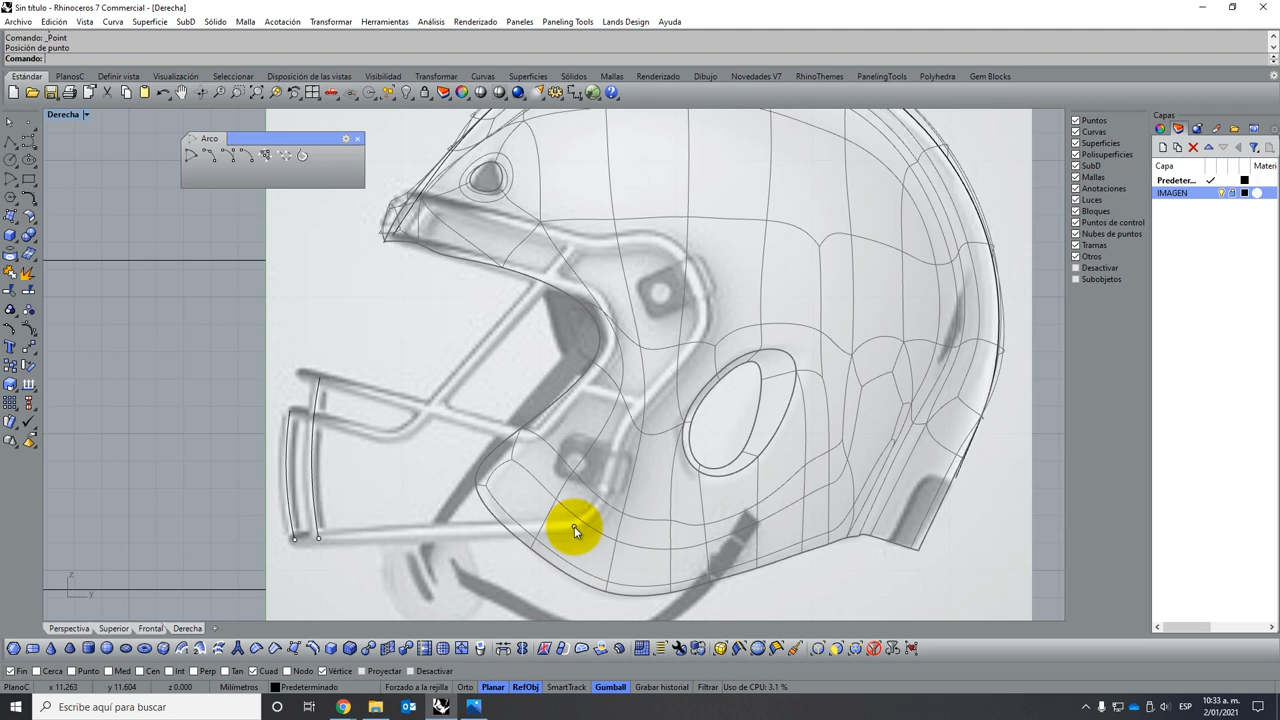 Sin título - Rhinoceros 7 Commercial - [Derecha]
Archivo Edición Vista Curva Superficie SubD Sólido Malla Acotación Transformar Herramientas Análisis Renderizado Paneles Paneling Tools Lands Design Ayuda
Comando: _Point
Posición de punto
Comando:
Estándar PlanosC Definir vista Visualización Seleccionar Disposición de las vistas Visibilidad Transformar Curvas Superficies Sólidos Mallas Renderizado Dibujo Novedades V7 RhinoThemes PanelingTools Polyhedra Gem Blocks
Derecha
Arco
Puntos
Curvas
Superficies
Polisuperficies
SubD
Mallas
Anotaciones
Luces
Bloques
Puntos de control
Nubes de puntos
Tramas
Otros
Desactivar
Subobjetos
Capas
Capa Materi
Predeter...
IMAGEN
z
y
Perspectiva Superior Frontal Derecha
Fin Cerca Punto Med Cen Int Perp Tan Cuad Nodo Vértice Proyectar Desactivar
PlanoC x 11.263 y 11.604 z 0.000 Milímetros Predeterminado Forzado a la rejilla Orto Planar RefObj SmartTrack Gumball Grabar historial Filtrar Uso de CPU: 3.1 %
Escribe aquí para buscar
ESP
10:33 a. m.
2/01/2021